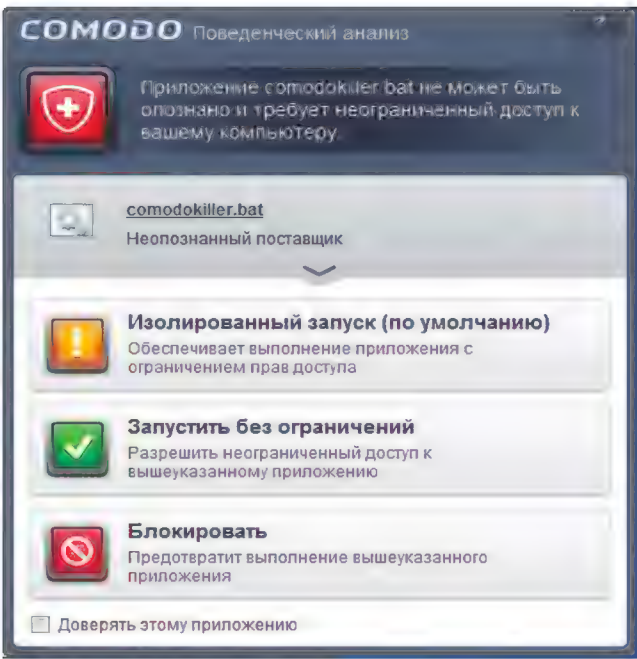 COMODO Поведенческий анализ
?
Приложение comodokiller.bat не может быть
опознано и требует неограниченный доступ к
вашему компьютеру.
comodokiller.bat
Неопознанный поставщик
Изолированный запуск (по умолчанию)
Обеспечивает выполнение приложения с
ограничением прав доступа
Запустить без ограничений
Разрешить неограниченный доступ к
вышеуказанному приложению
Блокировать
Предотвратит выполнение вышеуказанного
приложения
Доверять этому приложению